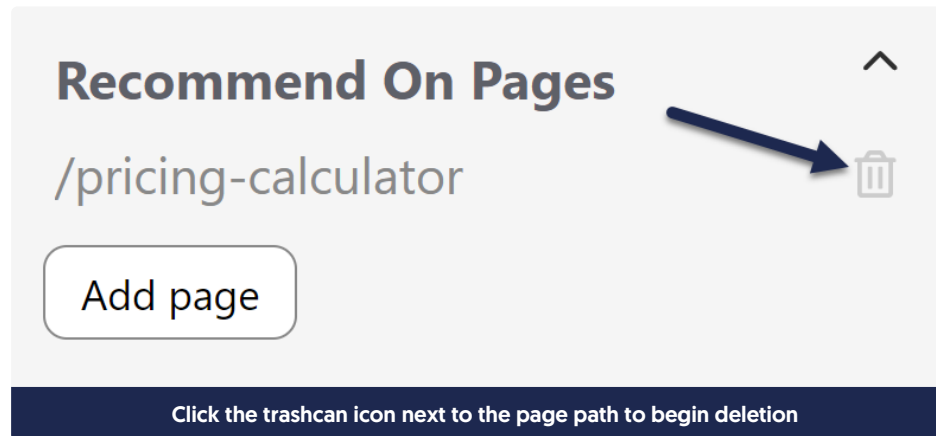 Recommend On Pages
/pricing-calculator
Add page
Click the trashcan icon next to the page path to begin deletion